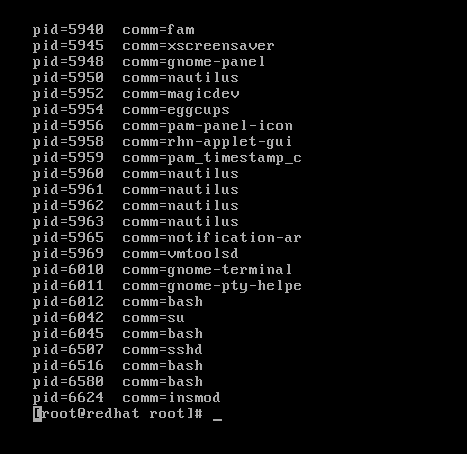 pid=5940  comm=fam
pid=5945  comm=xscreensaver
pid=5948  comm=gnome-panel
pid=5950  comm=nautilus
pid=5952  comm=magicdev
pid=5954  comm=eggcups
pid=5956  comm=pam-panel-icon
pid=5958  comm=rhn-applet-gui
pid=5959  comm=pam_timestamp_c
pid=5960  comm=nautilus
pid=5961  comm=nautilus
pid=5962  comm=nautilus
pid=5963  comm=nautilus
pid=5965  comm=notification-ar
pid=5969  comm=vmtoolsd
pid=6010  comm=gnome-terminal
pid=6011  comm=gnome-pty-helpe
pid=6012  comm=bash
pid=6042  comm=su
pid=6045  comm=bash
pid=6507  comm=sshd
pid=6516  comm=bash
pid=6580  comm=bash
pid=6624  comm=insmod
[root@redhat root]# _